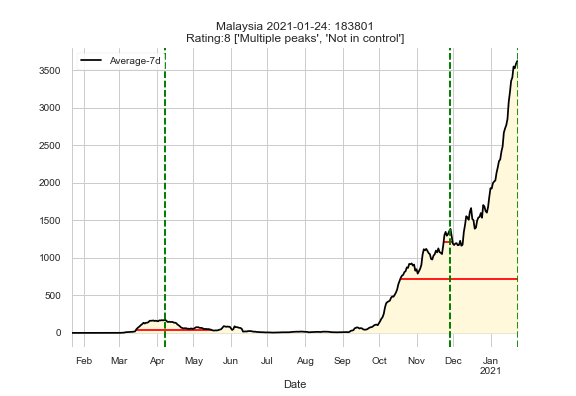 Malaysia 2021-01-24: 183801
Rating:8 ['Multiple peaks', 'Not in control']
Average-7d
3500
3000
2500
2000
1500
1000
500
0
Feb Mar Apr May Jun Jul Aug Sep Oct Nov Dec Jan
2021
Date